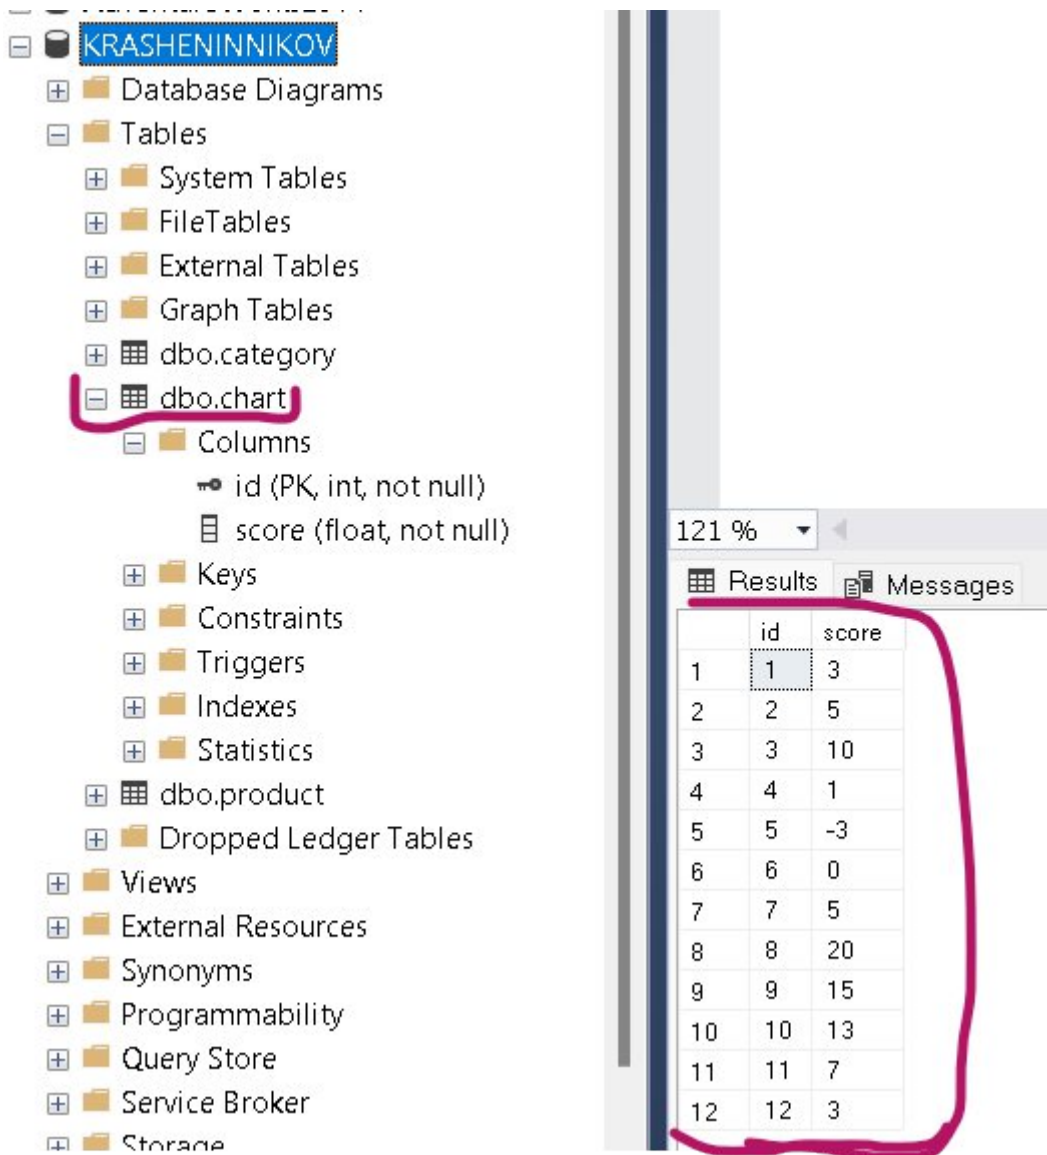 KRASHENINNIKOV
Database Diagrams
Tables
System Tables
FileTables
External Tables
Graph Tables
dbo.category
dbo.chart
Columns
id (PK, int, not null)
score (float, not null)
Keys
Constraints
Triggers
Indexes
Statistics
dbo.product
Dropped Ledger Tables
Views
External Resources
Synonyms
Programmability
Query Store
Service Broker
Storage
121 %
Results Messages
id score
1 1 3
2 2 5
3 3 10
4 4 1
5 5 -3
6 6 0
7 7 5
8 8 20
9 9 15
10 10 13
11 11 7
12 12 3